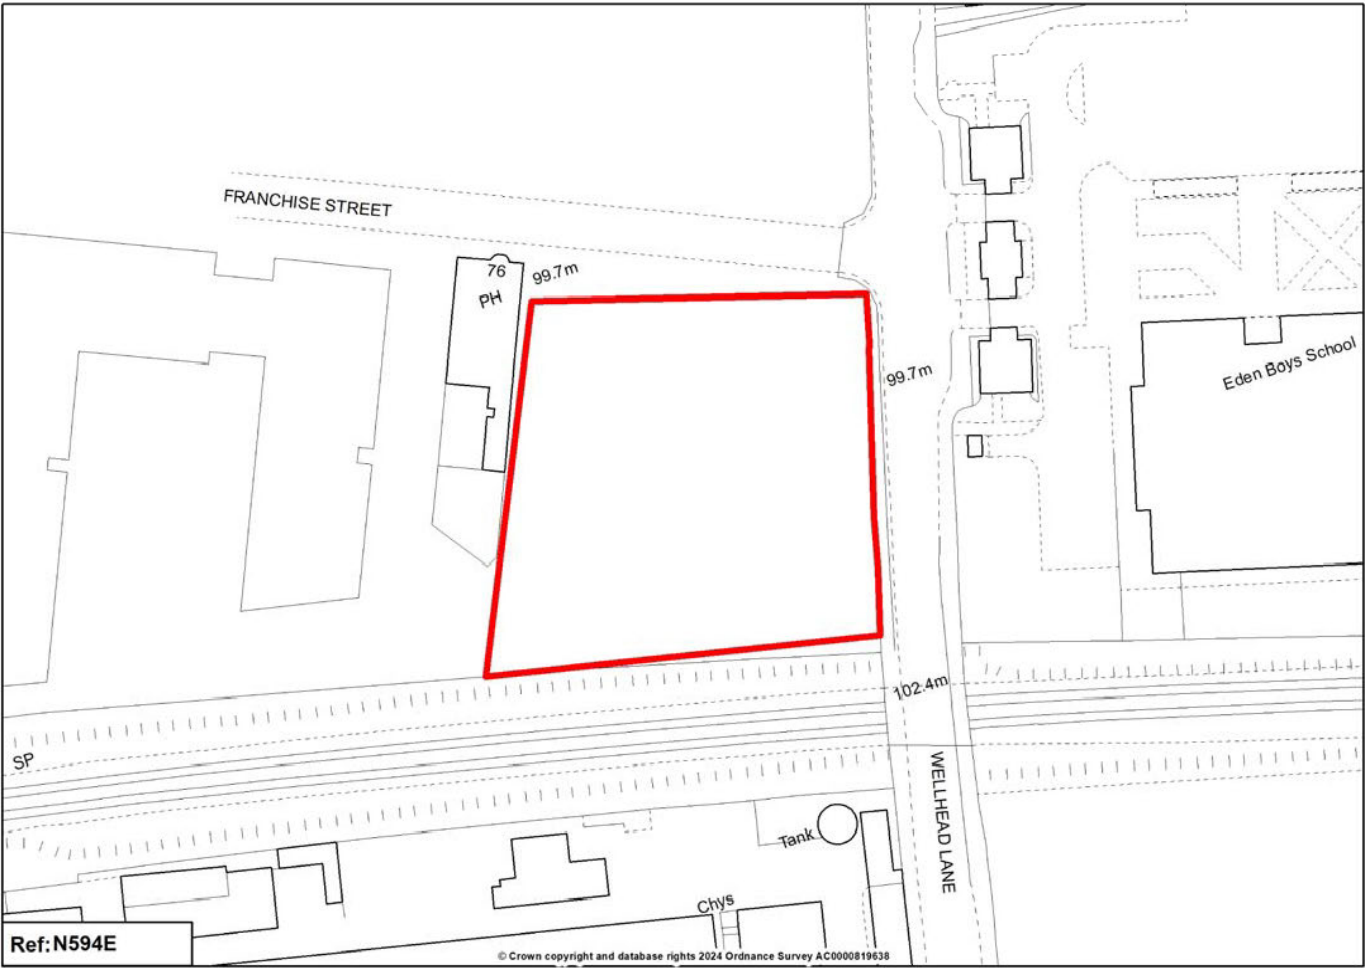 FRANCHISE STREET
76
PH
99.7m
99.7m
Eden Boys School
102.4m
SP
WELLHEAD LANE
Tank
Chys
Ref:N594E
© Crown copyright and database rights 2024 Ordnance Survey AC0000819638